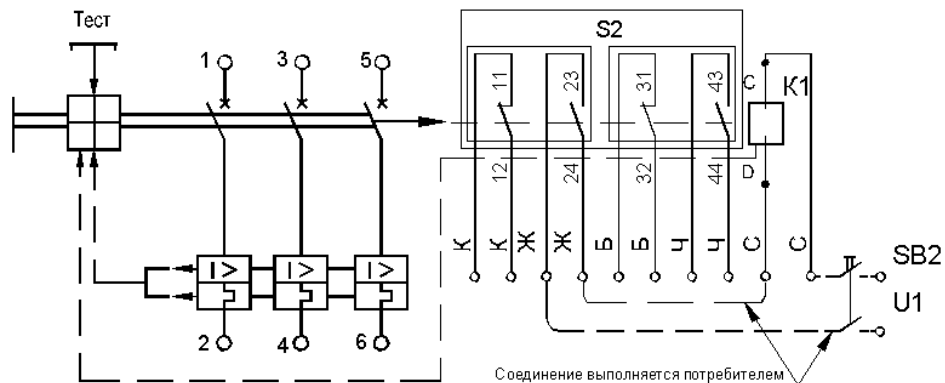 Тест
1
3
5
S2
11
23
31
43
C
К1
12
24
32
44
D
К
К
Ж
Ж
Б
Б
Ч
Ч
С
С
SB2
U1
I >
I >
I >
2
4
6
Соединение выполняется потребителем